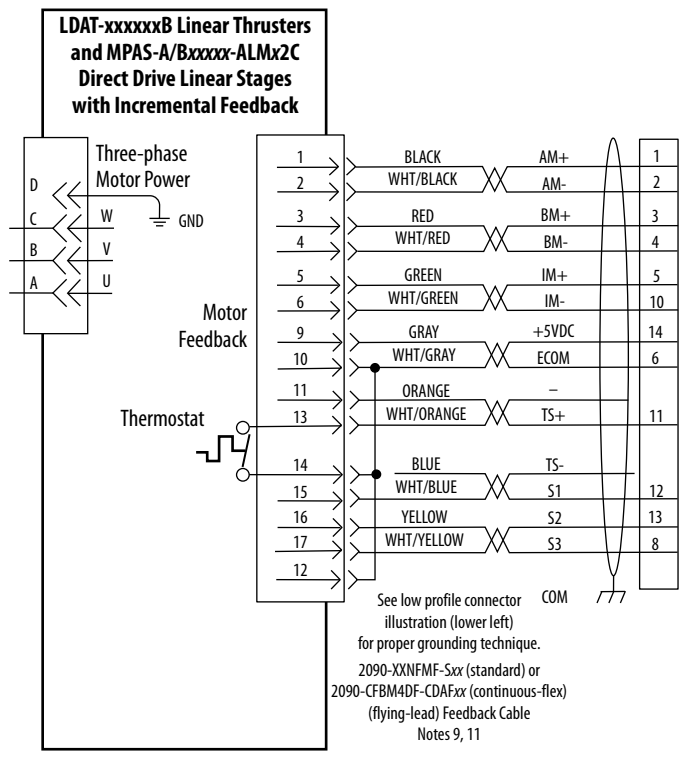 LDAT-xxxxxxB Linear Thrusters
and MPAS-A/Bxxxxx-ALMx2C
Direct Drive Linear Stages
with Incremental Feedback
Three-phase
Motor Power
D
GND
C W
B V
A U
Motor
Feedback
Thermostat
1 BLACK AM+ 1
2 WHT/BLACK AM- 2
3 RED BM+ 3
4 WHT/RED BM- 4
5 GREEN IM+ 5
6 WHT/GREEN IM- 10
9 GRAY +5VDC 14
10 WHT/GRAY ECOM 6
11 ORANGE –
13 WHT/ORANGE TS+ 11
14 BLUE TS-
15 WHT/BLUE S1 12
16 YELLOW S2 13
17 WHT/YELLOW S3 8
12
COM
See low profile connector
illustration (lower left)
for proper grounding technique.
2090-XXNFMF-Sxx (standard) or
2090-CFBM4DF-CDAFxx (continuous-flex)
(flying-lead) Feedback Cable
Notes 9, 11